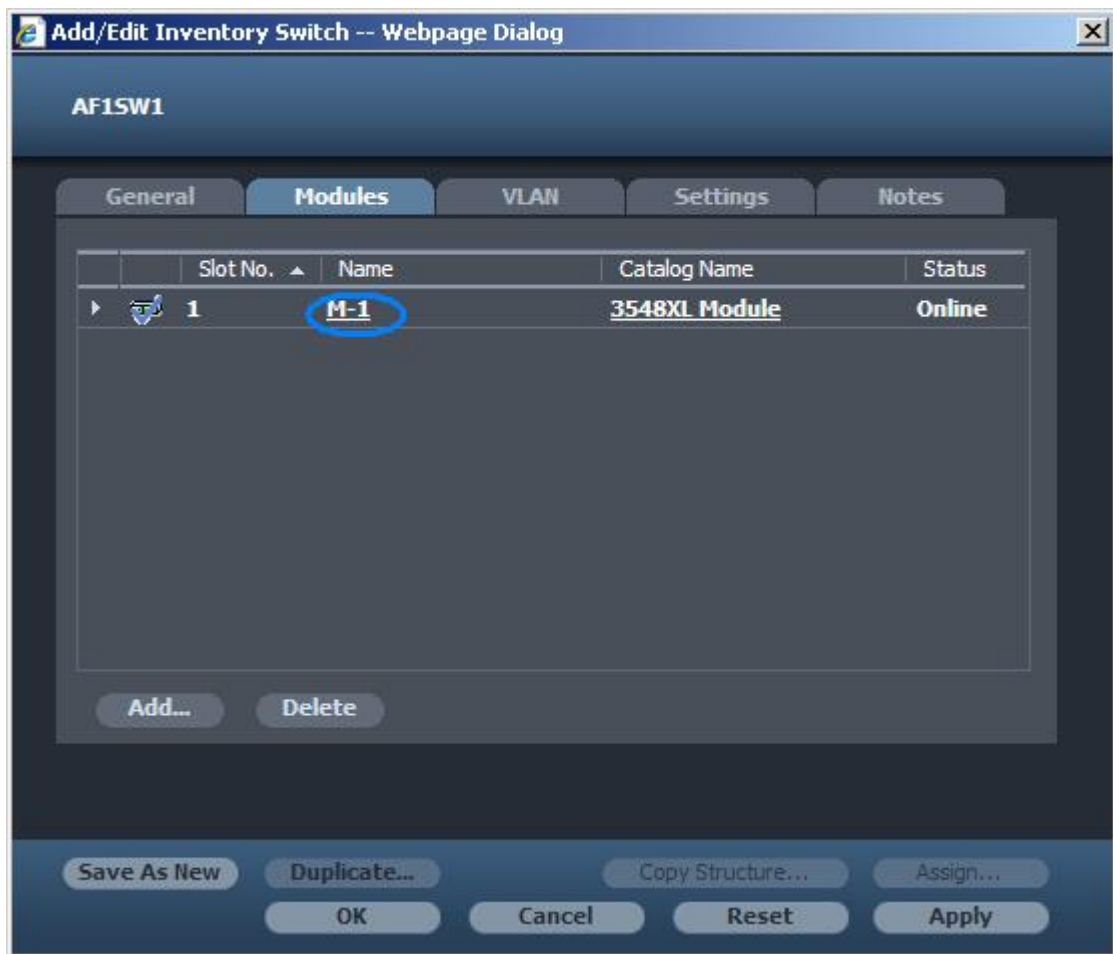 Add/Edit Inventory Switch -- Webpage Dialog
AF1SW1
General Modules VLAN Settings Notes
Slot No. Name Catalog Name Status
1 M-1 3548XL Module Online
Add... Delete
Save As New Duplicate... Copy Structure... Assign...
OK Cancel Reset Apply